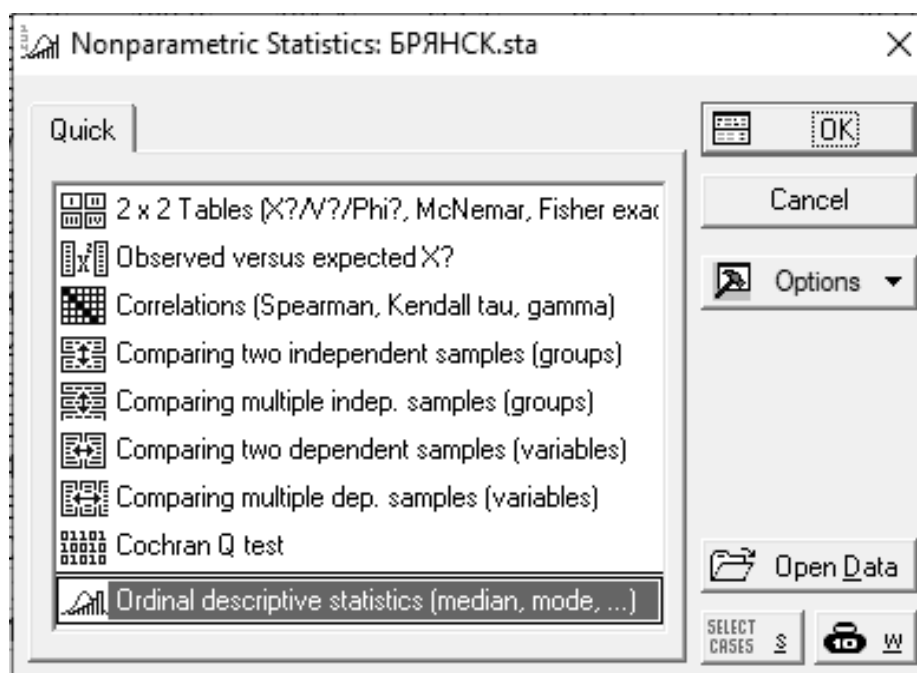 Nonparametric Statistics: БРЯНСК.sta
Quick
2 x 2 Tables (X?/V?/Phi?, McNemar, Fisher exac
Observed versus expected X?
Correlations (Spearman, Kendall tau, gamma)
Comparing two independent samples (groups)
Comparing multiple indep. samples (groups)
Comparing two dependent samples (variables)
Comparing multiple dep. samples (variables)
Cochran Q test
Ordinal descriptive statistics (median, mode, ...)
OK
Cancel
Options
Open Data
SELECT
CASES S
W